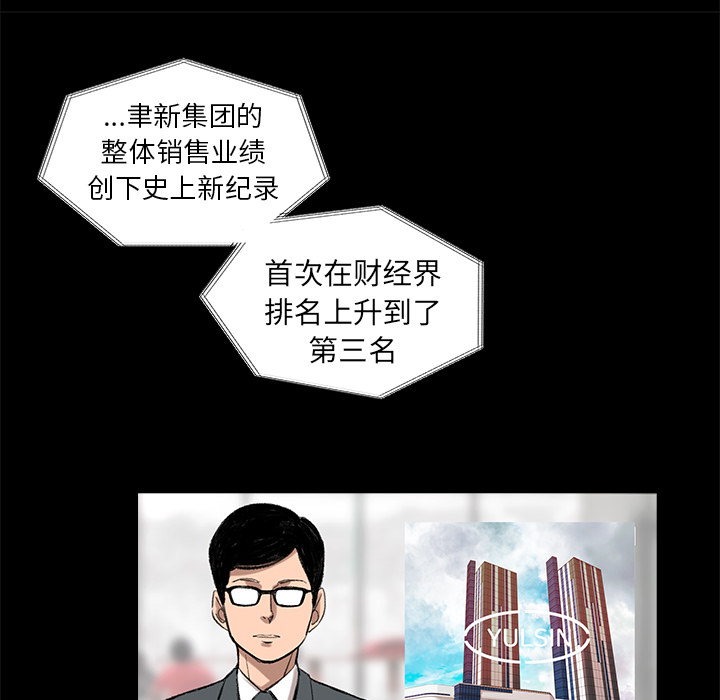 ...聿新集团的
整体销售业绩
创下史上新纪录
首次在财经界
排名上升到了
第三名
YULSIN